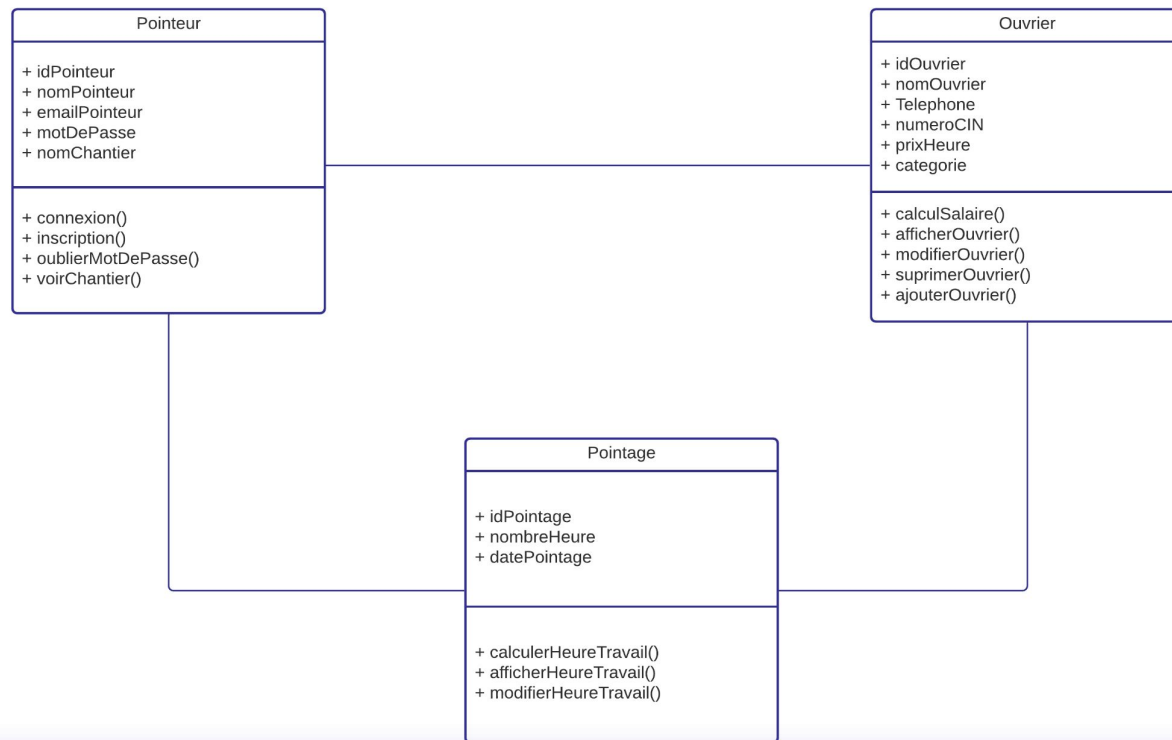 Pointeur
+ idPointeur
+ nomPointeur
+ emailPointeur
+ motDePasse
+ nomChantier
+ connexion()
+ inscription()
+ oublierMotDePasse()
+ voirChantier()
Ouvrier
+ idOuvrier
+ nomOuvrier
+ Telephone
+ numeroCIN
+ prixHeure
+ categorie
+ calculSalaire()
+ afficherOuvrier()
+ modifierOuvrier()
+ suprimerOuvrier()
+ ajouterOuvrier()
Pointage
+ idPointage
+ nombreHeure
+ datePointage
+ calculerHeureTravail()
+ afficherHeureTravail()
+ modifierHeureTravail()